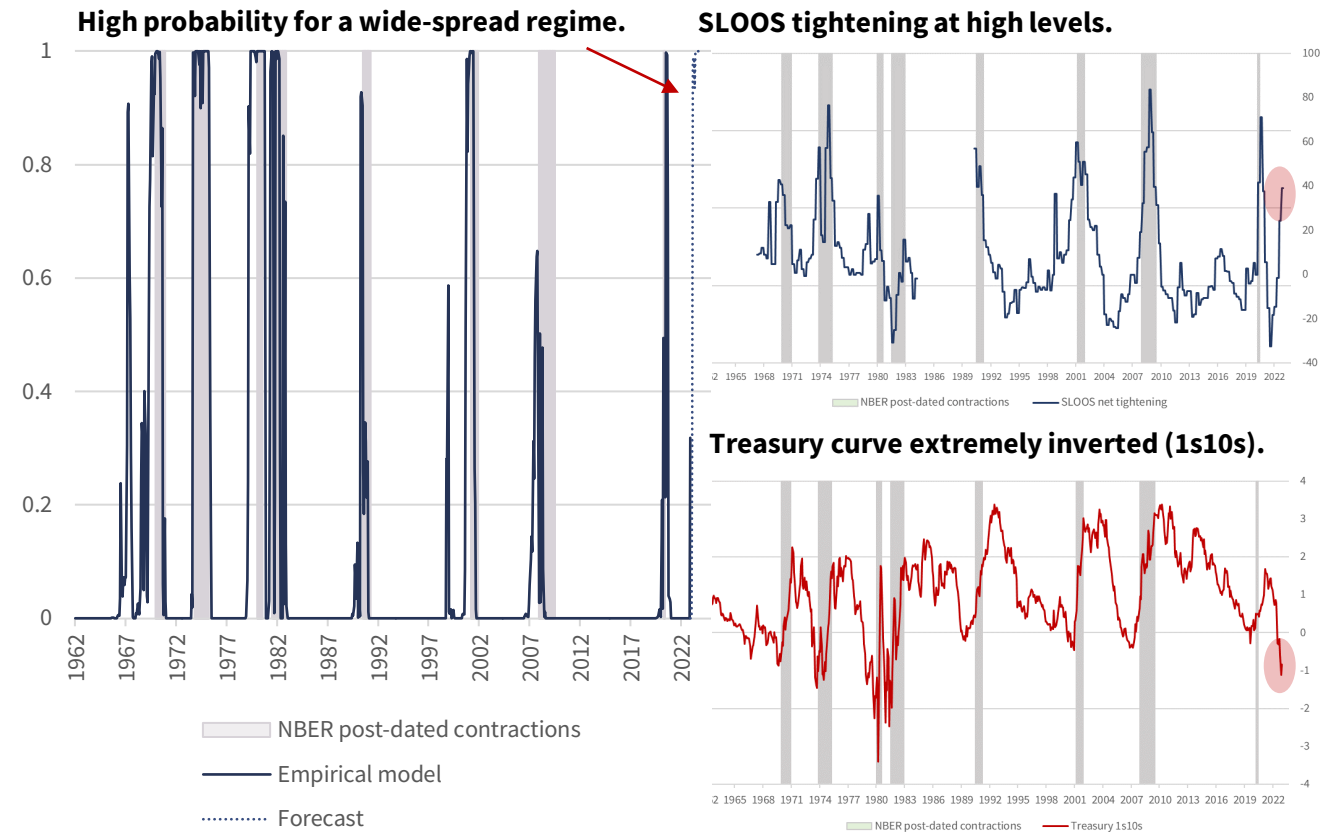 High probability for a wide-spread regime.
1
0.8
0.6
0.4
0.2
0
1962 1967 1972 1977 1982 1987 1992 1997 2002 2007 2012 2017 2022
NBER post-dated contractions
Empirical model
Forecast
SLOOS tightening at high levels.
100
80
60
40
20
0
-20
-40
52 1965 1968 1971 1974 1977 1980 1983 1986 1989 1992 1995 1998 2001 2004 2007 2010 2013 2016 2019 2022
NBER post-dated contractions SLOOS net tightening
Treasury curve extremely inverted (1s10s).
4
3
2
1
0
-1
-2
-3
-4
52 1965 1968 1971 1974 1977 1980 1983 1986 1989 1992 1995 1998 2001 2004 2007 2010 2013 2016 2019 2022
NBER post-dated contractions Treasury 1s10s